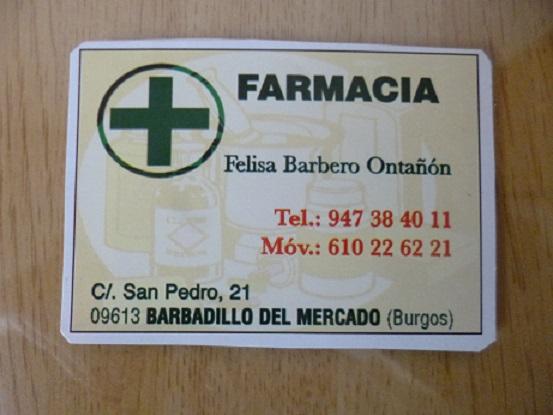 FARMACIA
Felisa Barbero Ontañón
Tel.: 947 38 40 11
Móv.: 610 22 62 21
C/. San Pedro, 21
09613 BARBADILLO DEL MERCADO (Burgos)